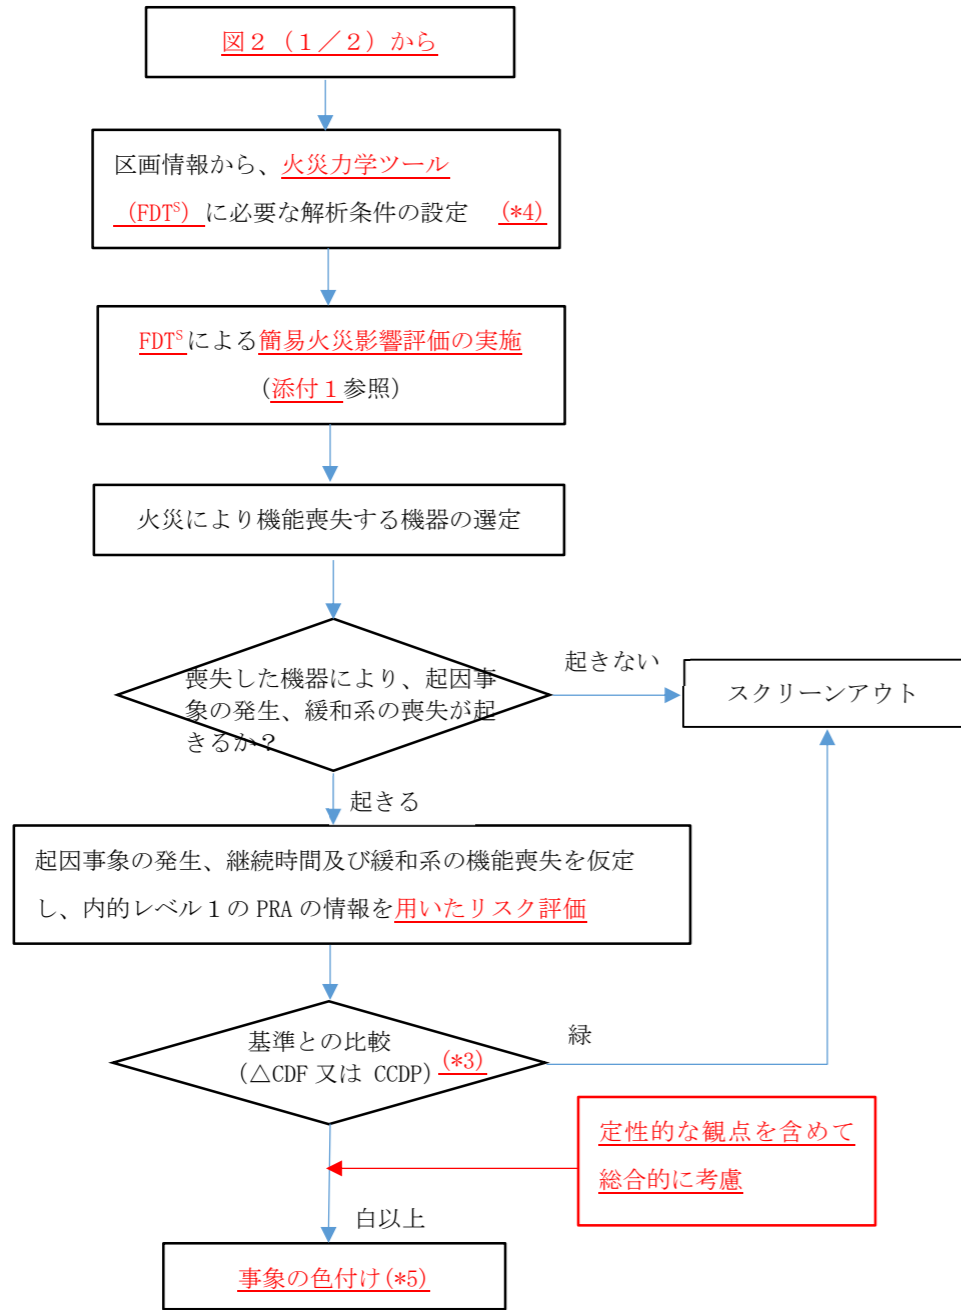 図２（１／２）から
区画情報から、火災力学ツール
（FDTˢ）に必要な解析条件の設定　(*4)
FDTˢによる簡易火災影響評価の実施
（添付１参照）
火災により機能喪失する機器の選定
喪失した機器により、起因事
象の発生、緩和系の喪失が起
きるか？
起きない
スクリーンアウト
起きる
起因事象の発生、継続時間及び緩和系の機能喪失を仮定
し、内的レベル１の PRA の情報を用いたリスク評価
基準との比較
（△CDF 又は CCDP）(*3)
緑
定性的な観点を含めて
総合的に考慮
白以上
事象の色付け(*5)